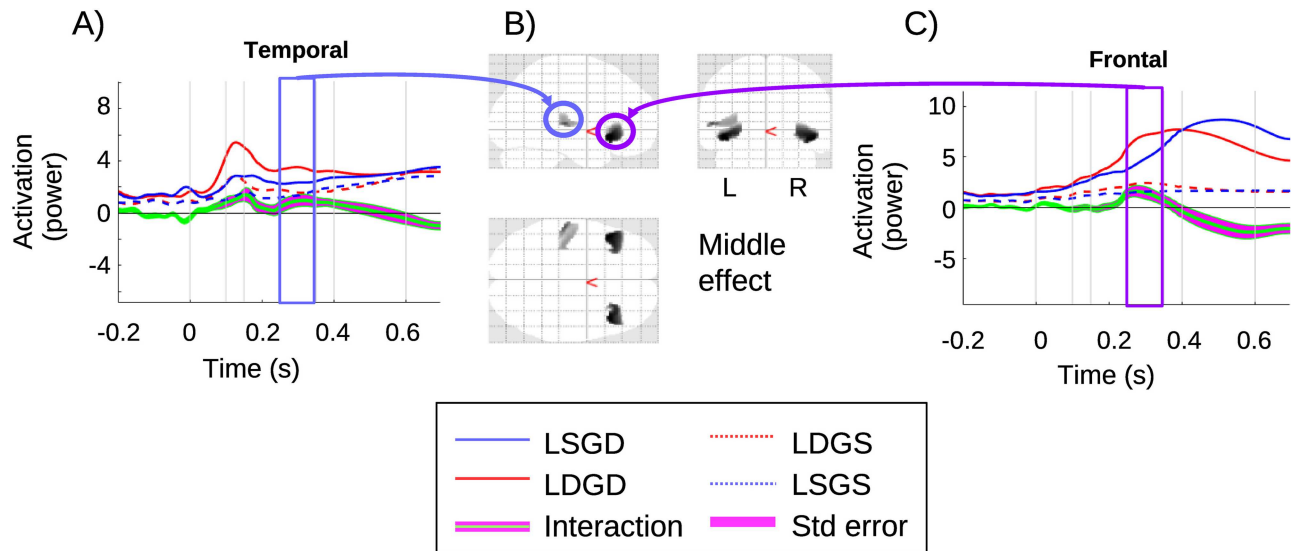 A)
Temporal
Activation
(power)
8
4
0
-4
-0.2 0 0.2 0.4 0.6
Time (s)
B)
<
<
L R
<
Middle
effect
C)
Frontal
Activation
(power)
10
5
0
-5
-0.2 0 0.2 0.4 0.6
Time (s)
LSGD LDGS
LDGD LSGS
Interaction Std error